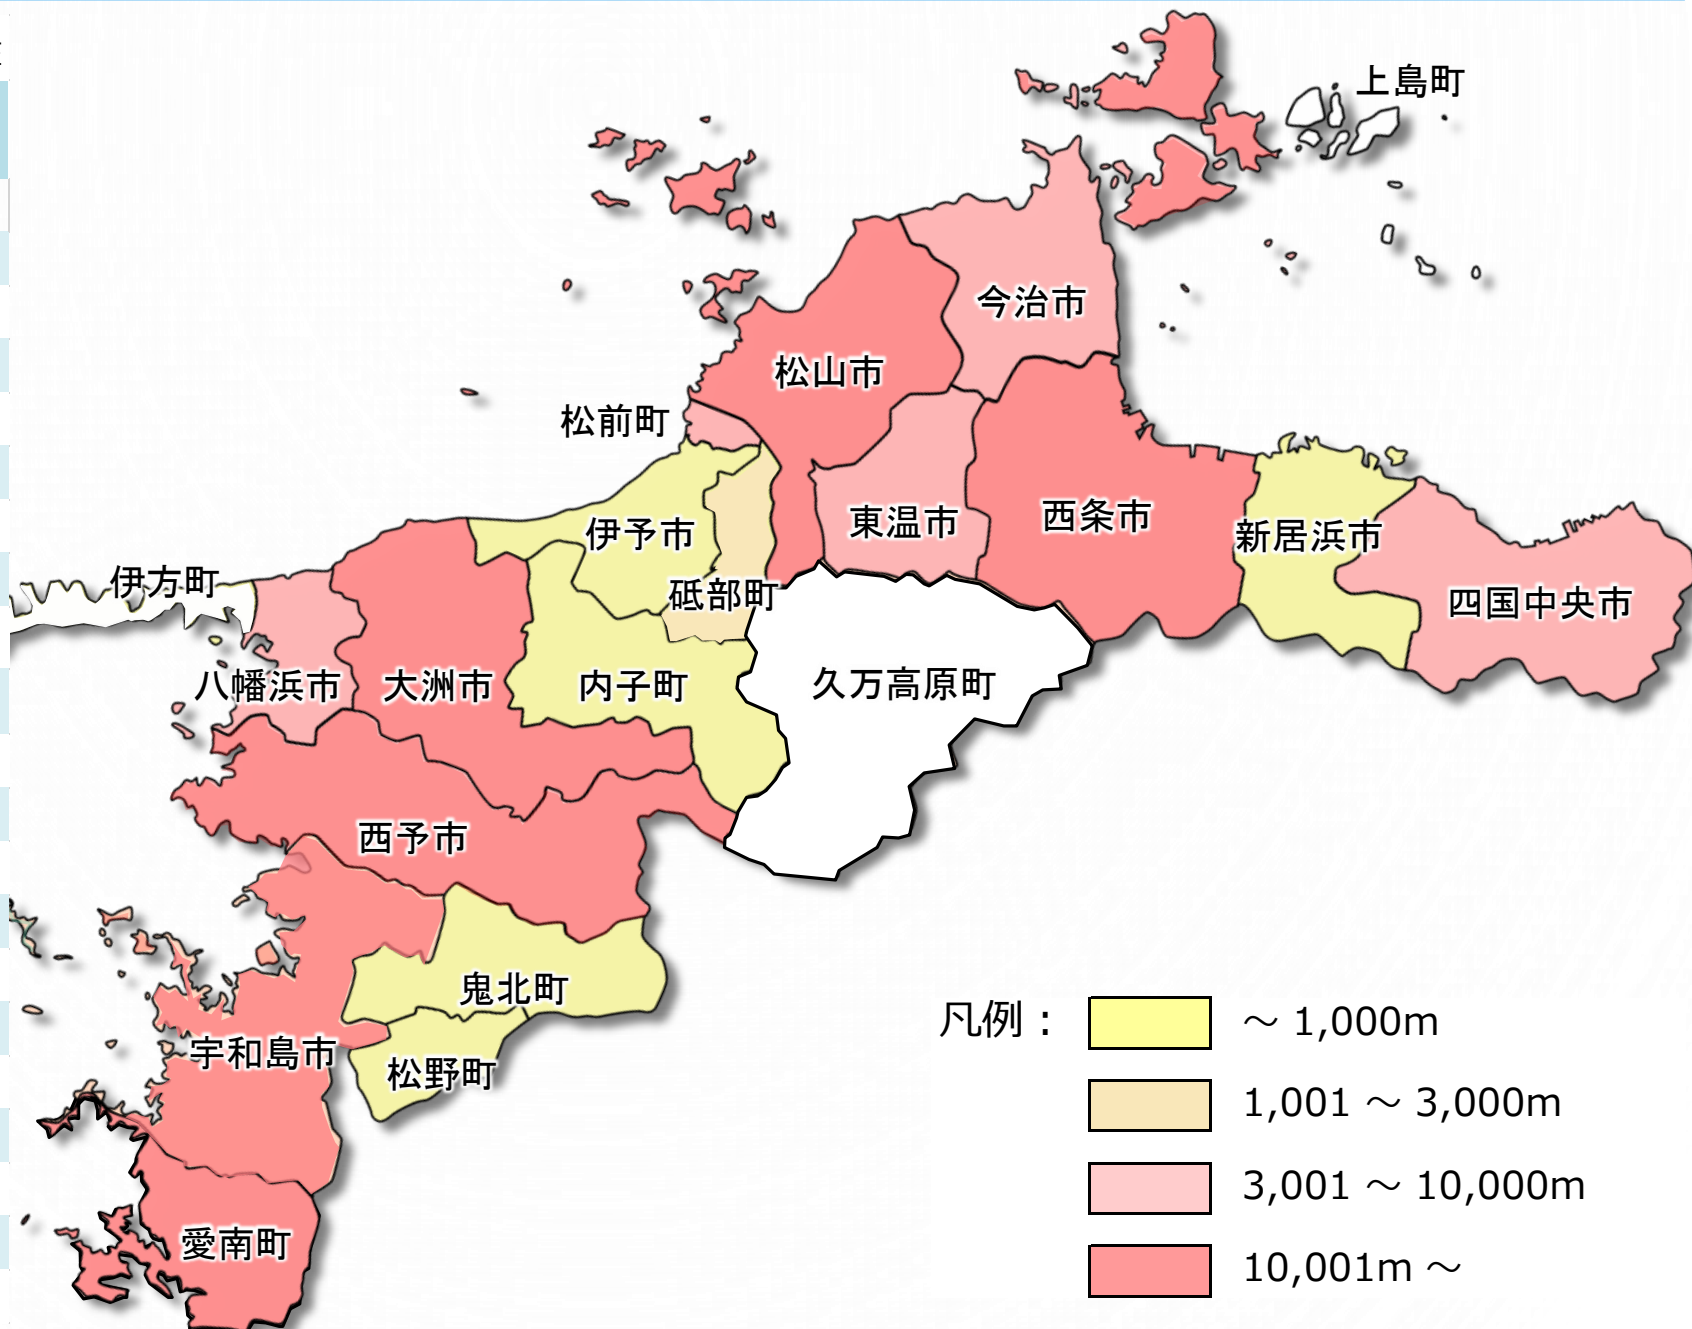 上島町
今治市
松山市
松前町
東温市
西条市
伊予市
新居浜市
伊方町
砥部町
四国中央市
八幡浜市
大洲市
内子町
久万高原町
西予市
鬼北町
宇和島市
松野町
愛南町
凡例：
～ 1,000m
1,001 ～ 3,000m
3,001 ～ 10,000m
10,001m ～